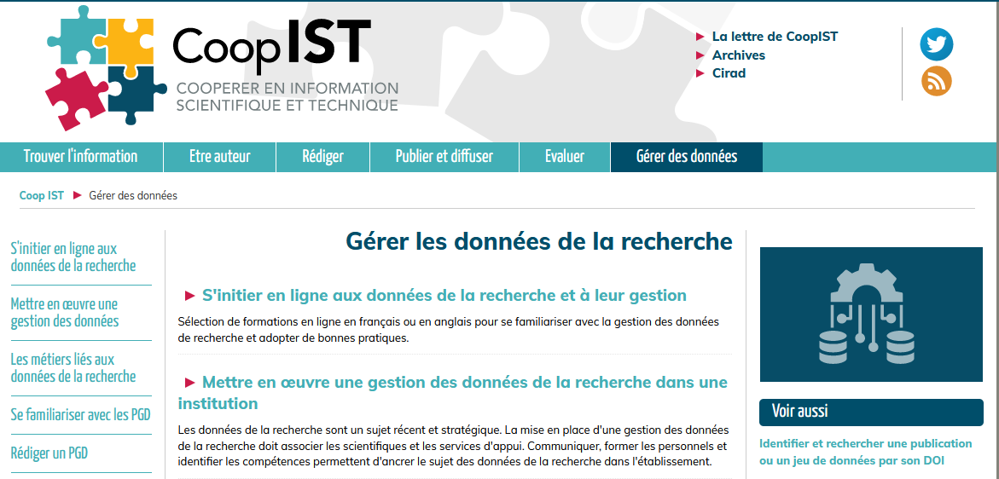 CoopIST
COOPERER EN INFORMATION
SCIENTIFIQUE ET TECHNIQUE
La lettre de CoopIST
Archives
Cirad
Trouver l'information
Etre auteur
Rédiger
Publier et diffuser
Evaluer
Gérer des données
Coop IST ► Gérer des données
S'initier en ligne aux
données de la recherche
Mettre en œuvre une
gestion des données
Les métiers liés aux
données de la recherche
Se familiariser avec les PGD
Rédiger un PGD
Gérer les données de la recherche
S'initier en ligne aux données de la recherche et à leur gestion
Sélection de formations en ligne en français ou en anglais pour se familiariser avec la gestion des données
de recherche et adopter de bonnes pratiques.
Mettre en œuvre une gestion des données de la recherche dans une
institution
Les données de la recherche sont un sujet récent et stratégique. La mise en place d'une gestion des données
de la recherche doit associer les scientifiques et les services d'appui. Communiquer, former les personnels et
identifier les compétences permettent d'ancrer le sujet des données de la recherche dans l'établissement.
Voir aussi
Identifier et rechercher une publication
ou un jeu de données par son DOI